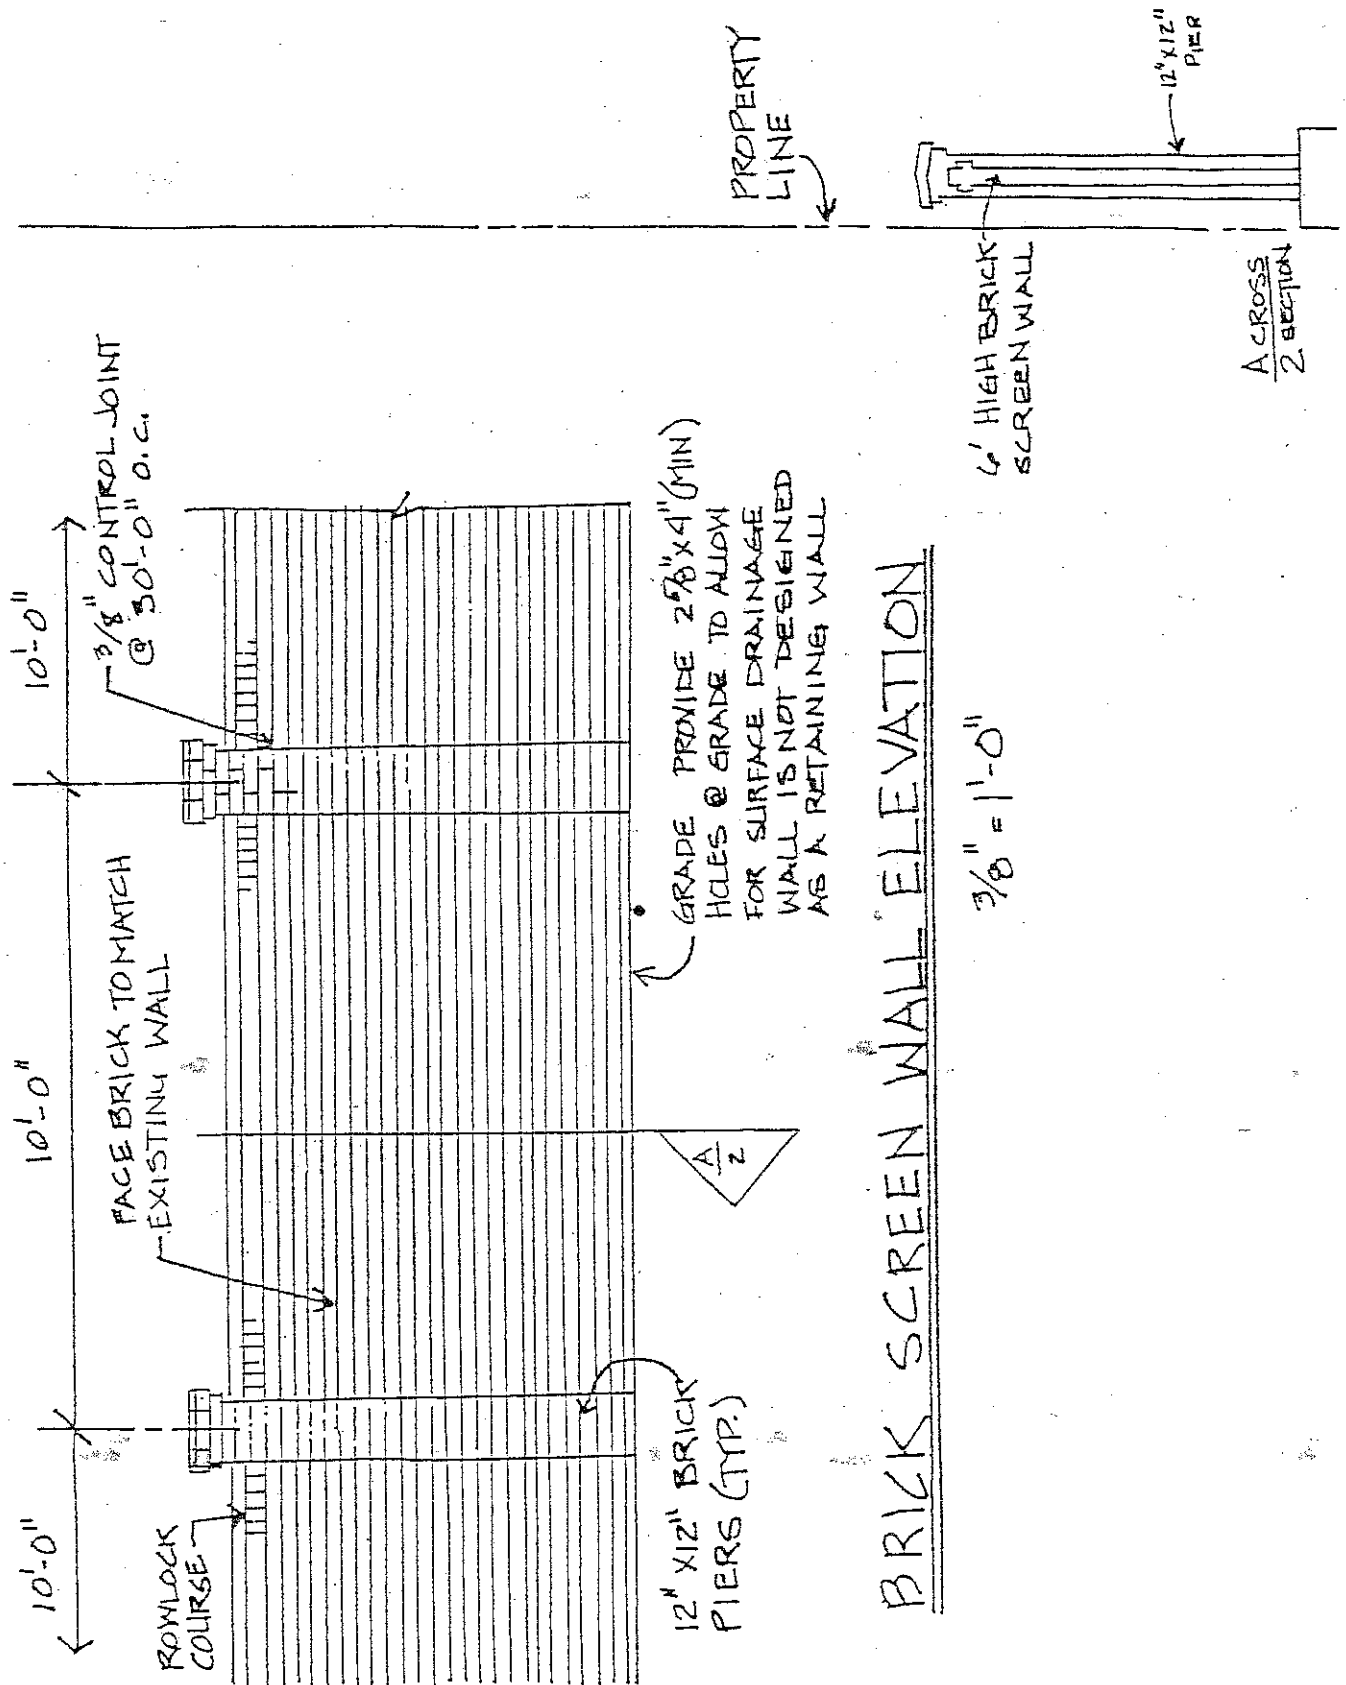 10'-0"
10'-0"
10'-0"
ROWLOCK
COURSE
FACE BRICK TO MATCH
EXISTING WALL
3/8" CONTROL JOINT
@ 30'-0" O.C.
12" X12" BRICK
PIERS (TYP.)
A
2
GRADE PROVIDE 2 5/8" X 4" (MIN)
HOLES @ GRADE TO ALLOW
FOR SURFACE DRAINAGE
WALL IS NOT DESIGNED
AS A RETAINING WALL
BRICK SCREEN WALL ELEVATION
3/8" = 1'-0"
PROPERTY
LINE
6' HIGH BRICK
SCREEN WALL
12" X12"
PIER
A CROSS
2 SECTION